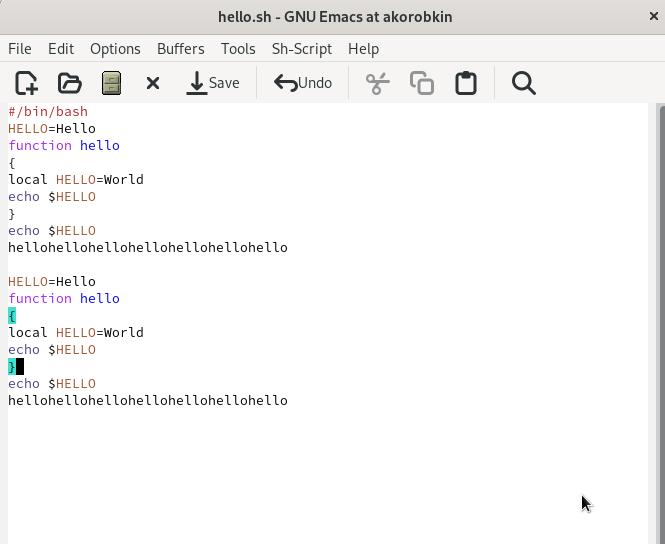 hello.sh - GNU Emacs at akorobkin
File Edit Options Buffers Tools Sh-Script Help
Save Undo
#/bin/bash
HELLO=Hello
function hello
{
local HELLO=World
echo $HELLO
}
echo $HELLO
hellohellohellohellohellohellohello

HELLO=Hello
function hello
{
local HELLO=World
echo $HELLO
}
echo $HELLO
hellohellohellohellohellohellohello